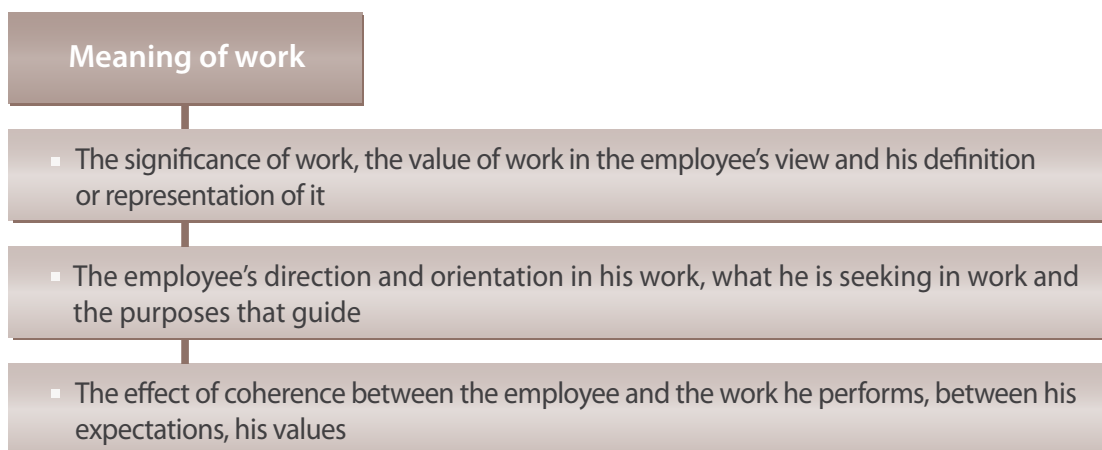 Meaning of work
The significance of work, the value of work in the employee's view and his definition
or representation of it
The employee's direction and orientation in his work, what he is seeking in work and
the purposes that guide
The effect of coherence between the employee and the work he performs, between his
expectations, his values